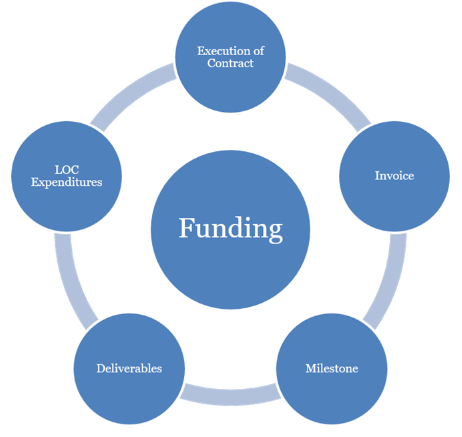 Execution of
Contract
LOC
Expenditures
Invoice
Funding
Deliverables
Milestone